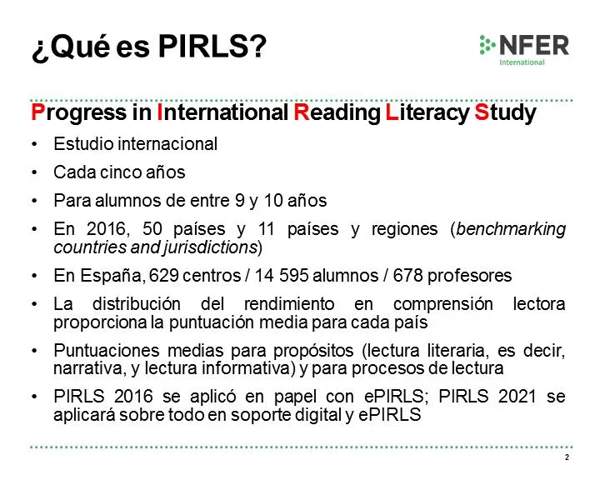 ¿Qué es PIRLS?
NFER
International
Progress in International Reading Literacy Study
• Estudio internacional
• Cada cinco años
• Para alumnos de entre 9 y 10 años
• En 2016, 50 países y 11 países y regiones (benchmarking
countries and jurisdictions)
• En España, 629 centros / 14 595 alumnos / 678 profesores
• La distribución del rendimiento en comprensión lectora
proporciona la puntuación media para cada país
• Puntuaciones medias para propósitos (lectura literaria, es decir,
narrativa, y lectura informativa) y para procesos de lectura
• PIRLS 2016 se aplicó en papel con ePIRLS; PIRLS 2021 se
aplicará sobre todo en soporte digital y ePIRLS
2